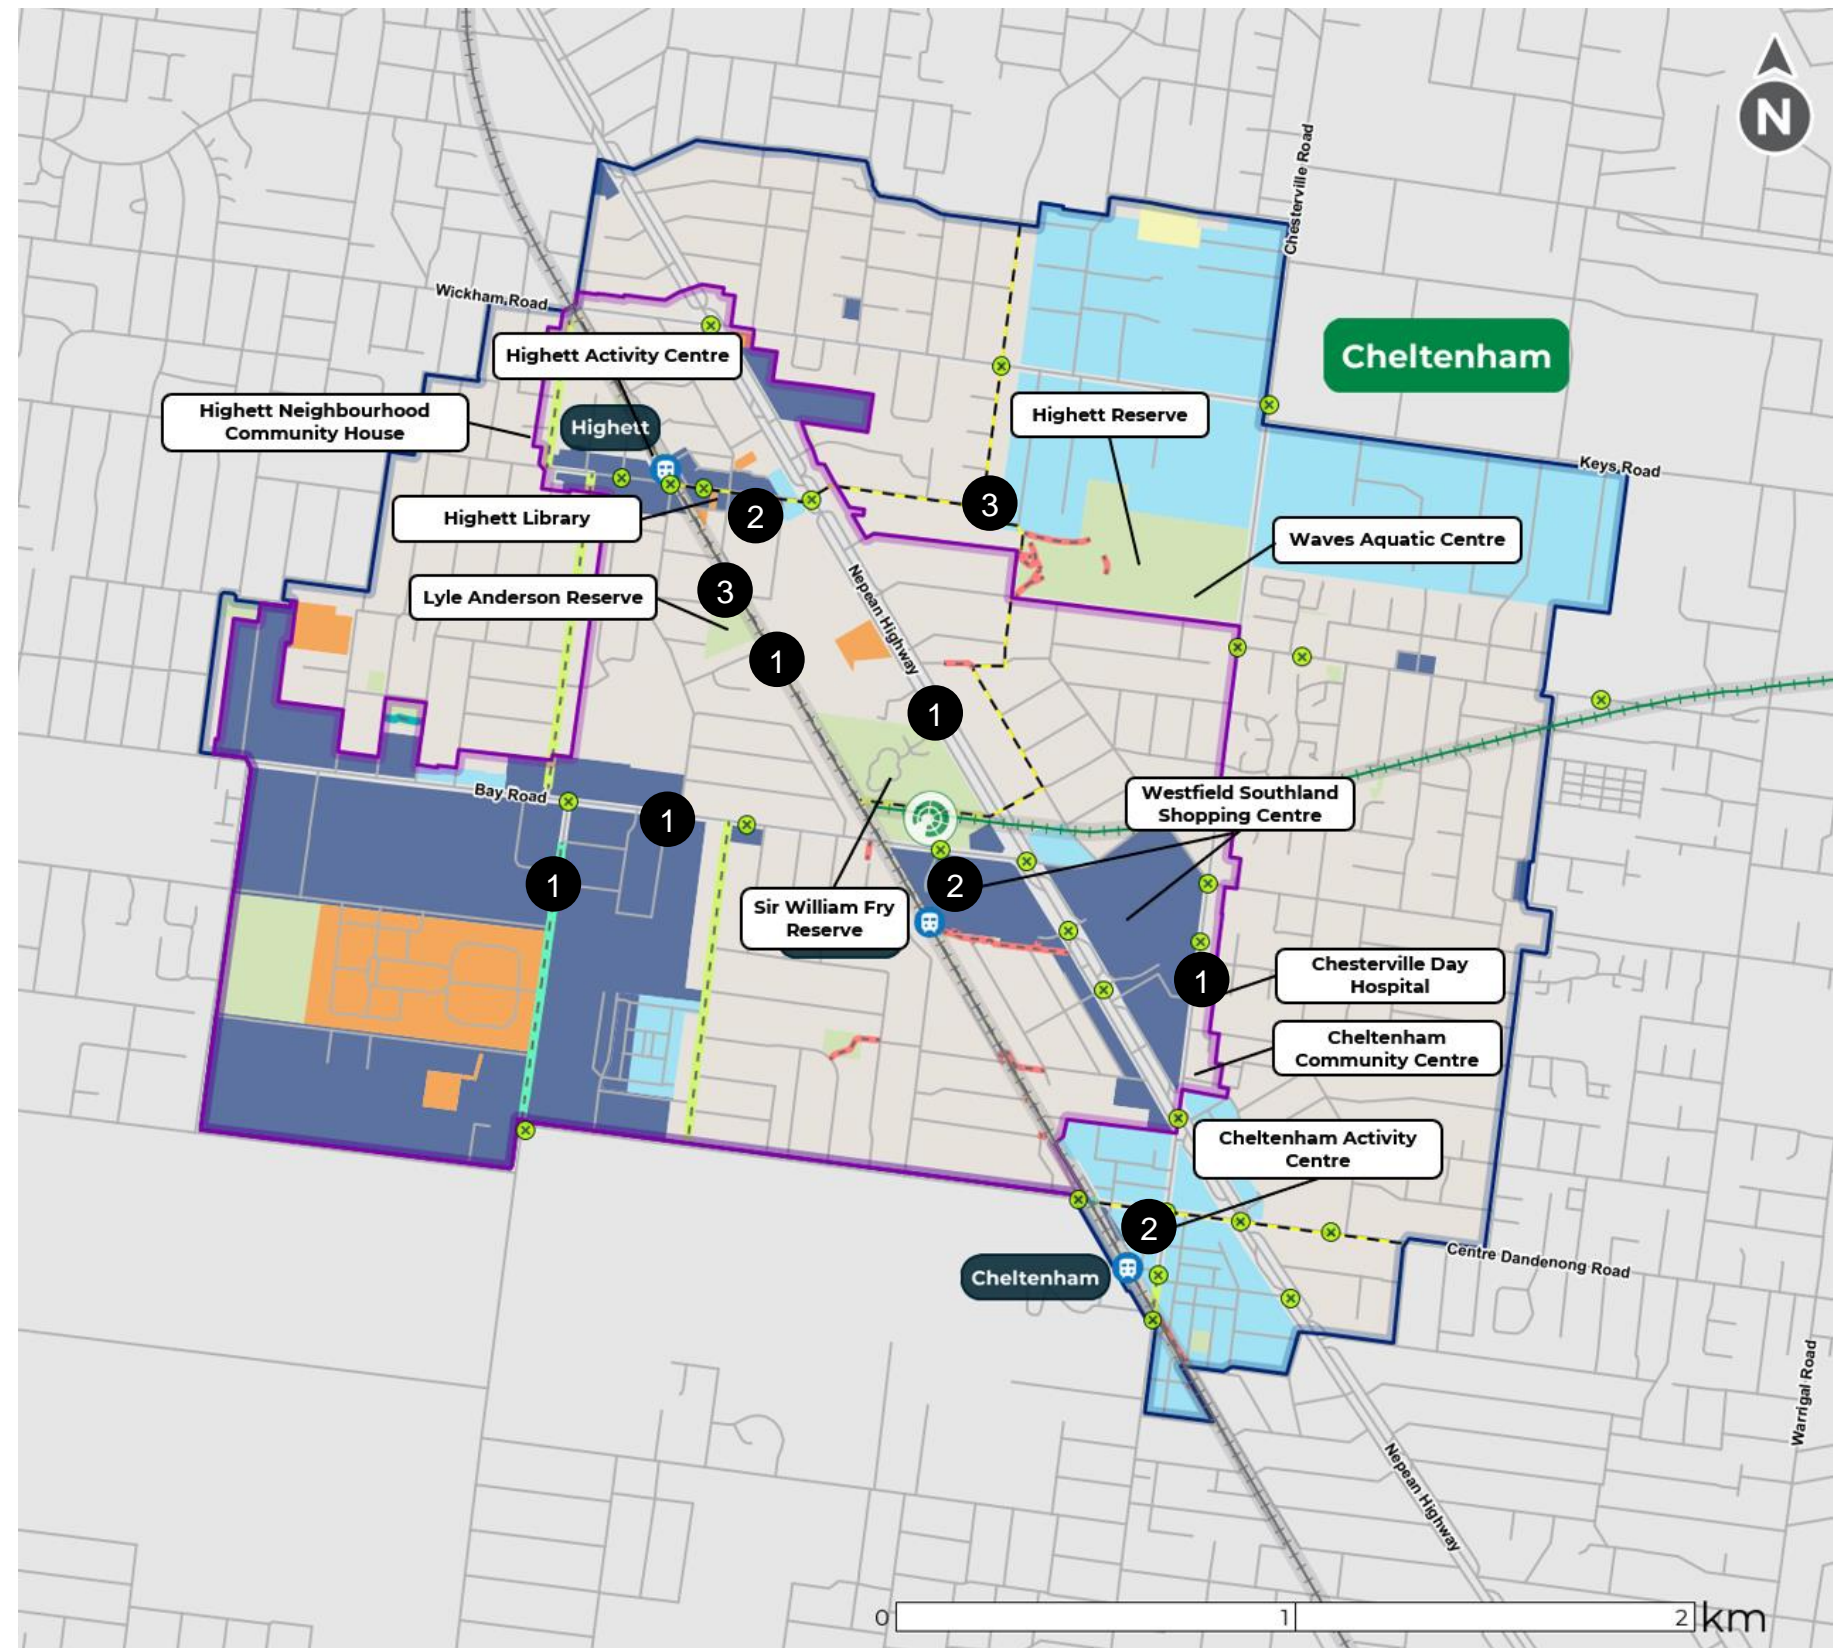 N
Chesterville Road
Wickham Road
Highett Activity Centre
Cheltenham
Highett Neighbourhood
Community House
Highett
Highett Reserve
Keys Road
Highett Library
2
3
Waves Aquatic Centre
Lyle Anderson Reserve
3
Nepean Highway
1
1
Bay Road
1
Westfield Southland
Shopping Centre
1
2
Sir William Fry
Reserve
1
Chesterville Day
Hospital
Cheltenham
Community Centre
Cheltenham Activity
Centre
2
Cheltenham
Centre Dandenong Road
Warrigal Road
Nepean Highway
0 1 2 km